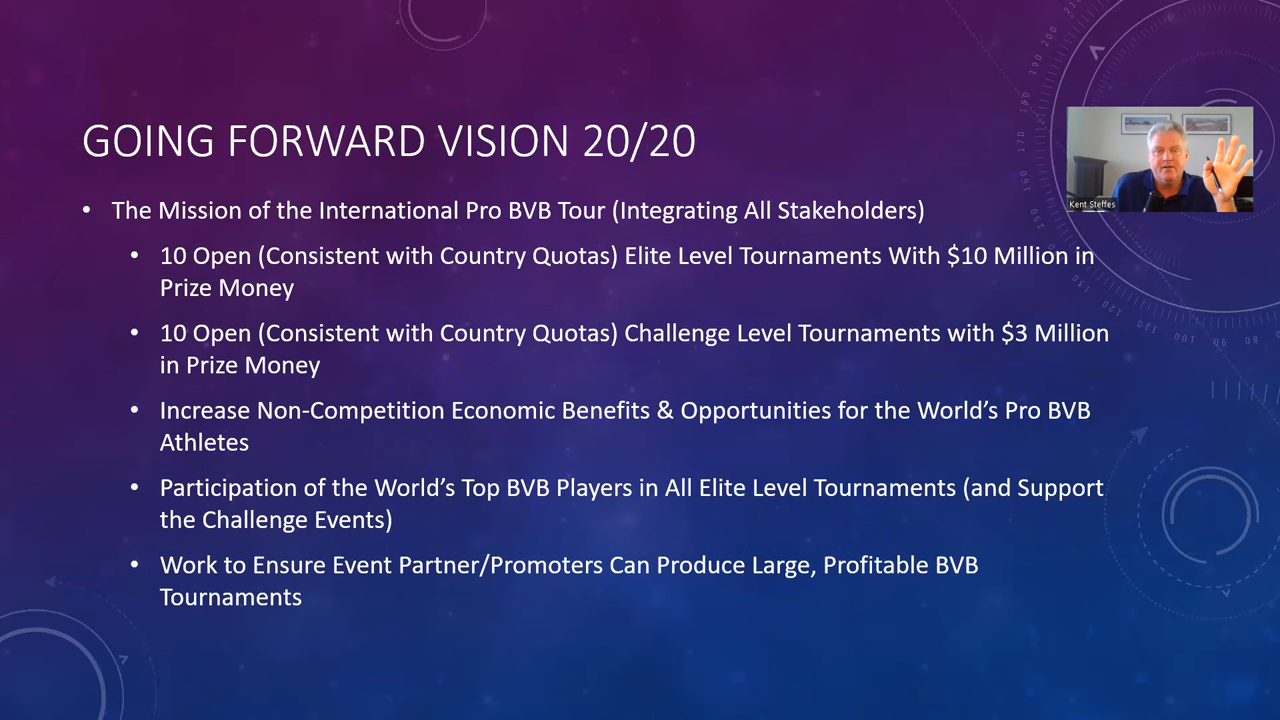 GOING FORWARD VISION 20/20
• The Mission of the International Pro BVB Tour (Integrating All Stakeholders)
• 10 Open (Consistent with Country Quotas) Elite Level Tournaments With $10 Million in
Prize Money
• 10 Open (Consistent with Country Quotas) Challenge Level Tournaments with $3 Million
in Prize Money
• Increase Non-Competition Economic Benefits & Opportunities for the World's Pro BVB
Athletes
• Participation of the World's Top BVB Players in All Elite Level Tournaments (and Support
the Challenge Events)
• Work to Ensure Event Partner/Promoters Can Produce Large, Profitable BVB
Tournaments
Kent Steffes